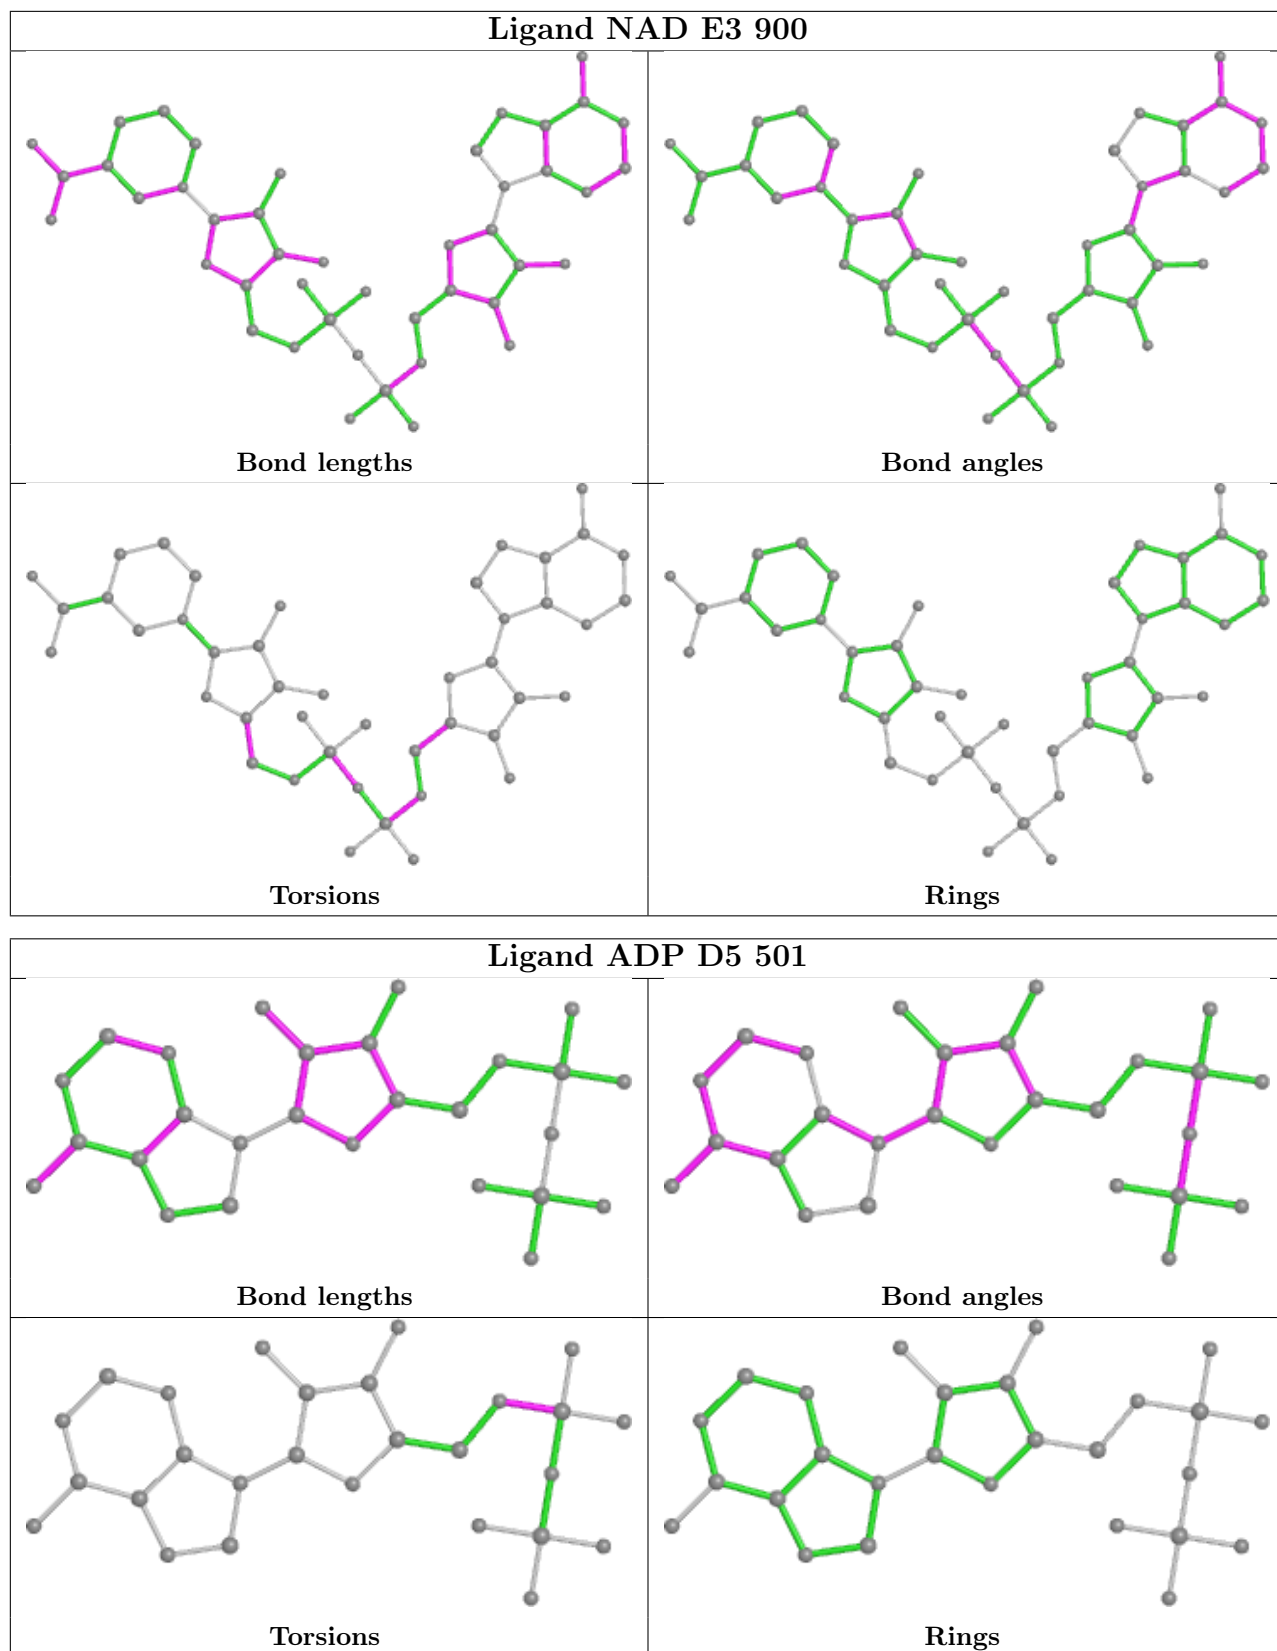 Ligand NAD E3 900
Bond lengths
Bond angles
Torsions
Rings
Ligand ADP D5 501
Bond lengths
Bond angles
Torsions
Rings